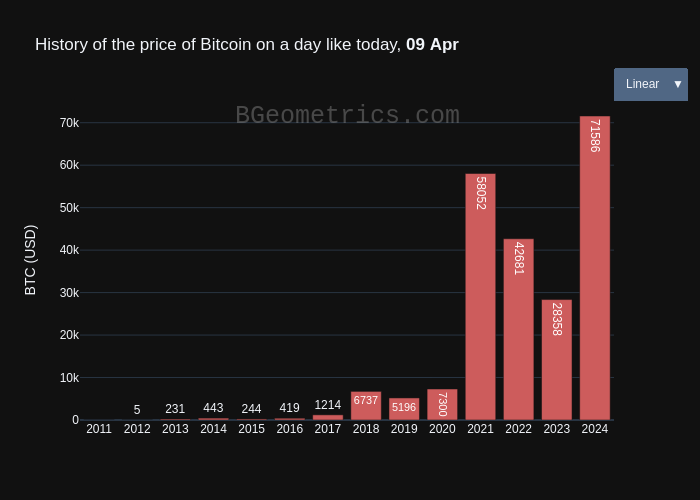 History of the price of Bitcoin on a day like today, 09 Apr
Linear ▼
BGeometrics.com
BTC (USD)
70k
60k
50k
40k
30k
20k
10k
0
5
231
443
244
419
1214
6737
5196
7300
58052
42681
28358
71586
2011 2012 2013 2014 2015 2016 2017 2018 2019 2020 2021 2022 2023 2024